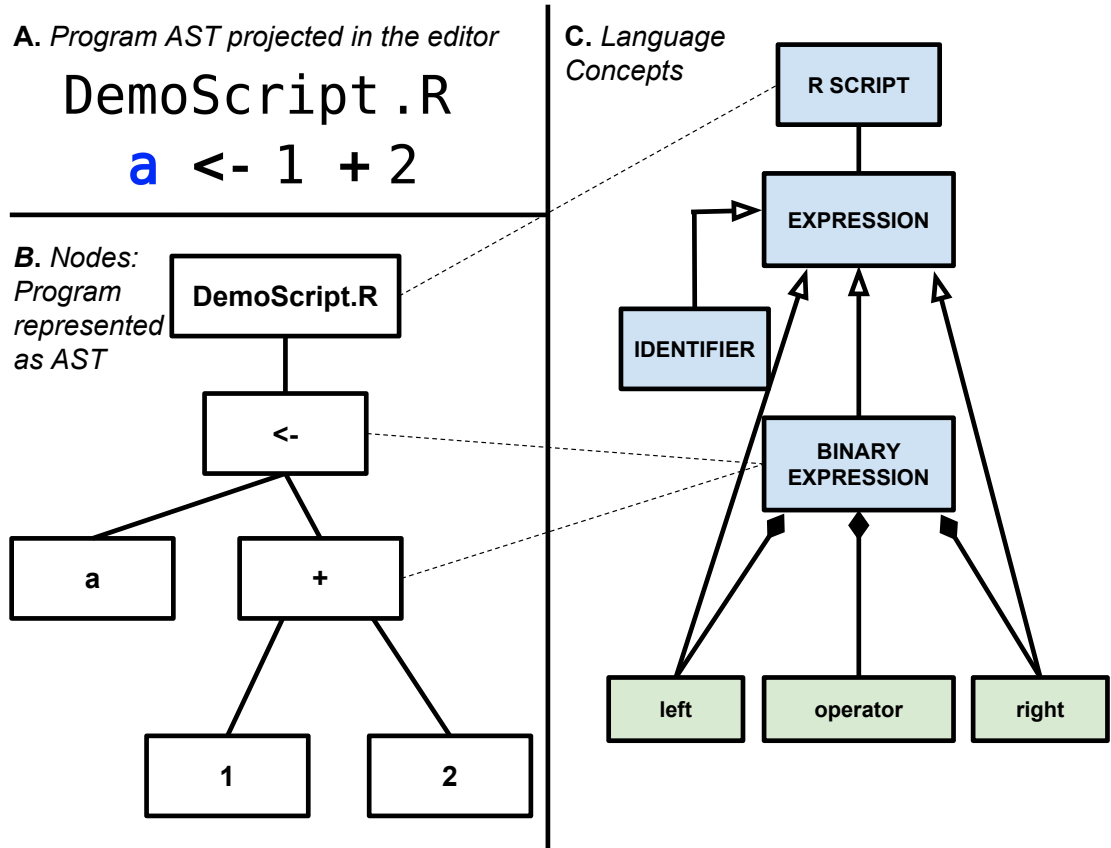 A. Program AST projected in the editor
DemoScript.R
a <- 1 + 2
B. Nodes:
Program
represented
as AST
DemoScript.R
<-
a
+
1
2
C. Language
Concepts
R SCRIPT
EXPRESSION
IDENTIFIER
BINARY
EXPRESSION
left
operator
right